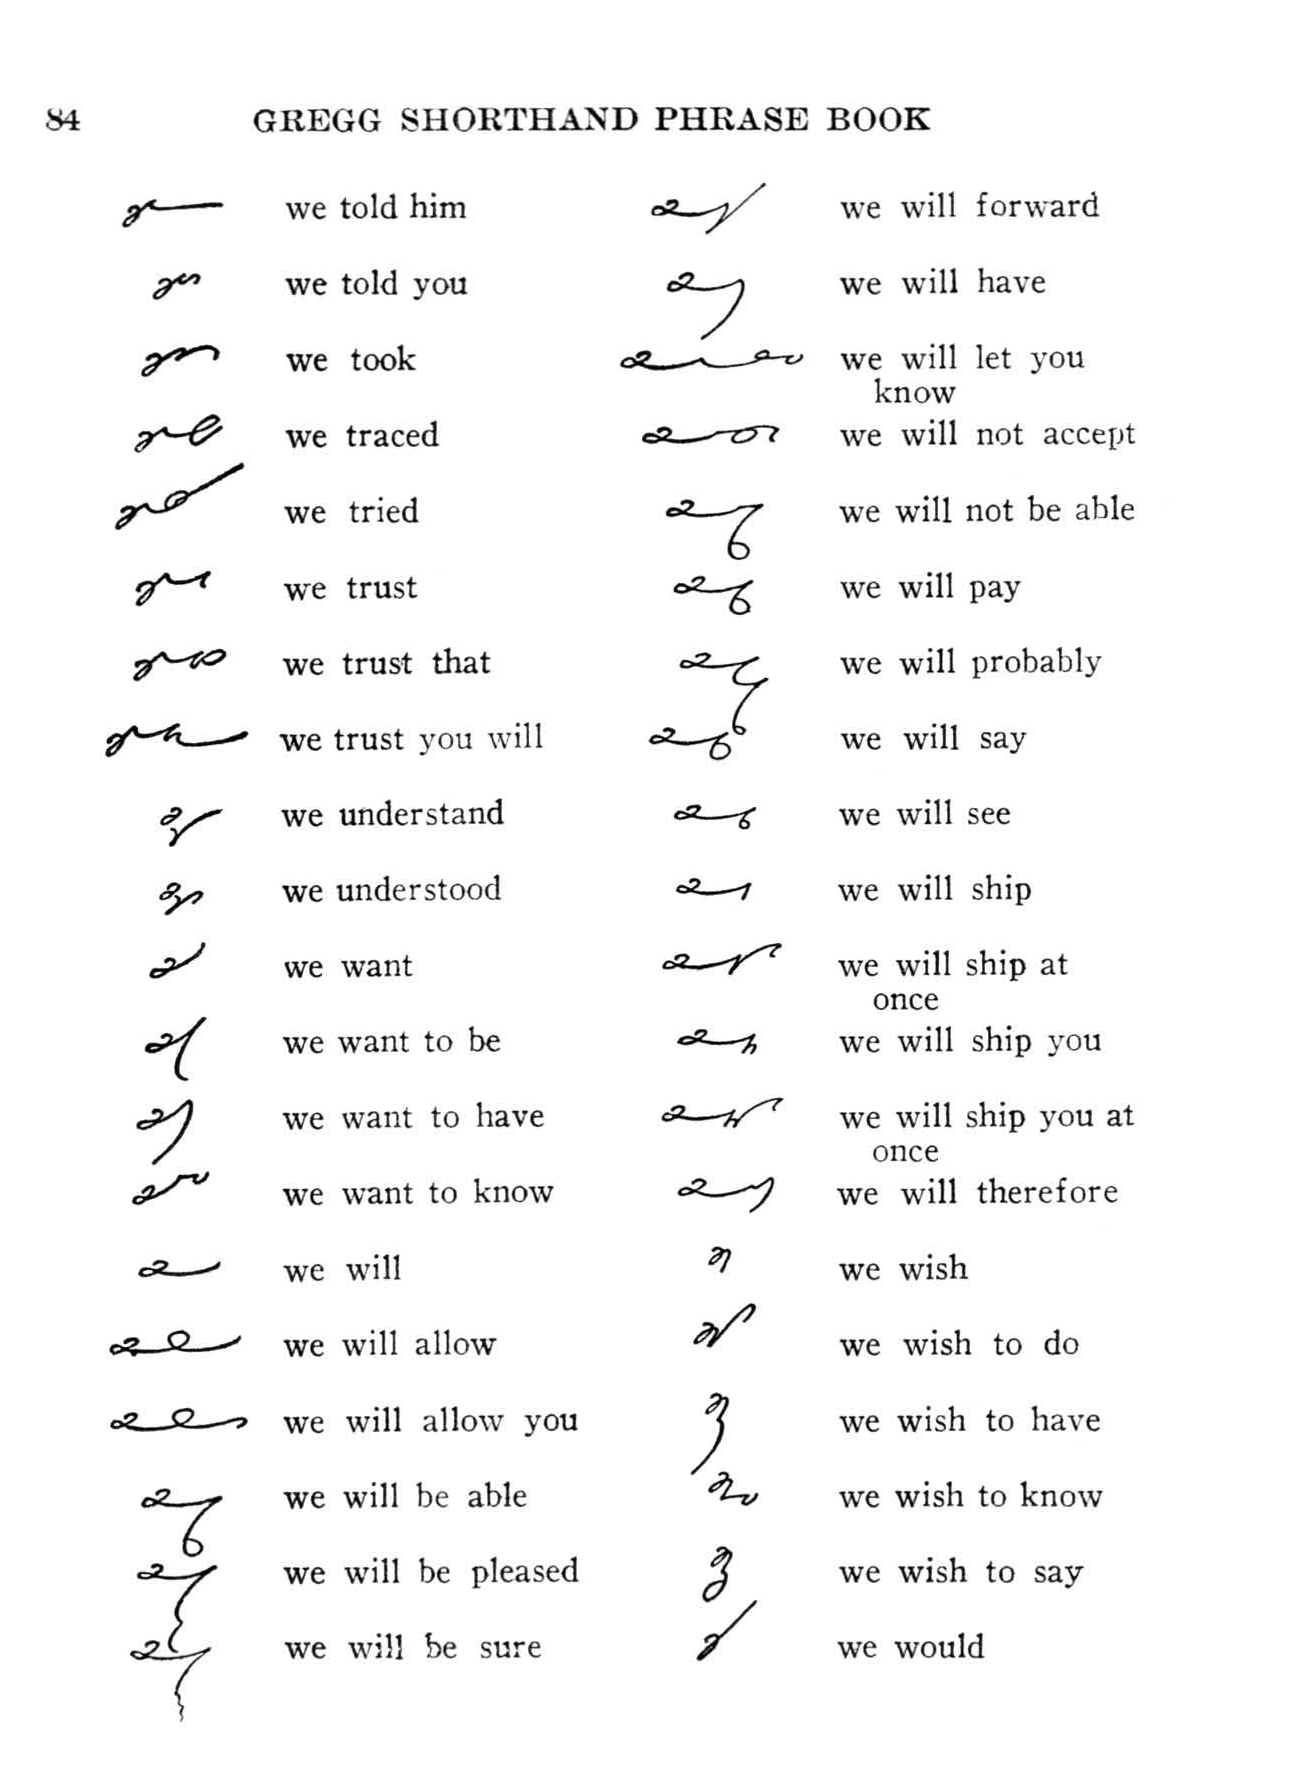 84 GREGG SHORTHAND PHRASE BOOK
we told him
we told you
we took
we traced
we tried
we trust
we trust that
we trust you will
we understand
we understood
we want
we want to be
we want to have
we want to know
we will
we will allow
we will allow you
we will be able
we will be pleased
we will be sure
we will forward
we will have
we will let you
know
we will not accept
we will not be able
we will pay
we will probably
we will say
we will see
we will ship
we will ship at
once
we will ship you
we will ship you at
once
we will therefore
we wish
we wish to do
we wish to have
we wish to know
we wish to say
we would